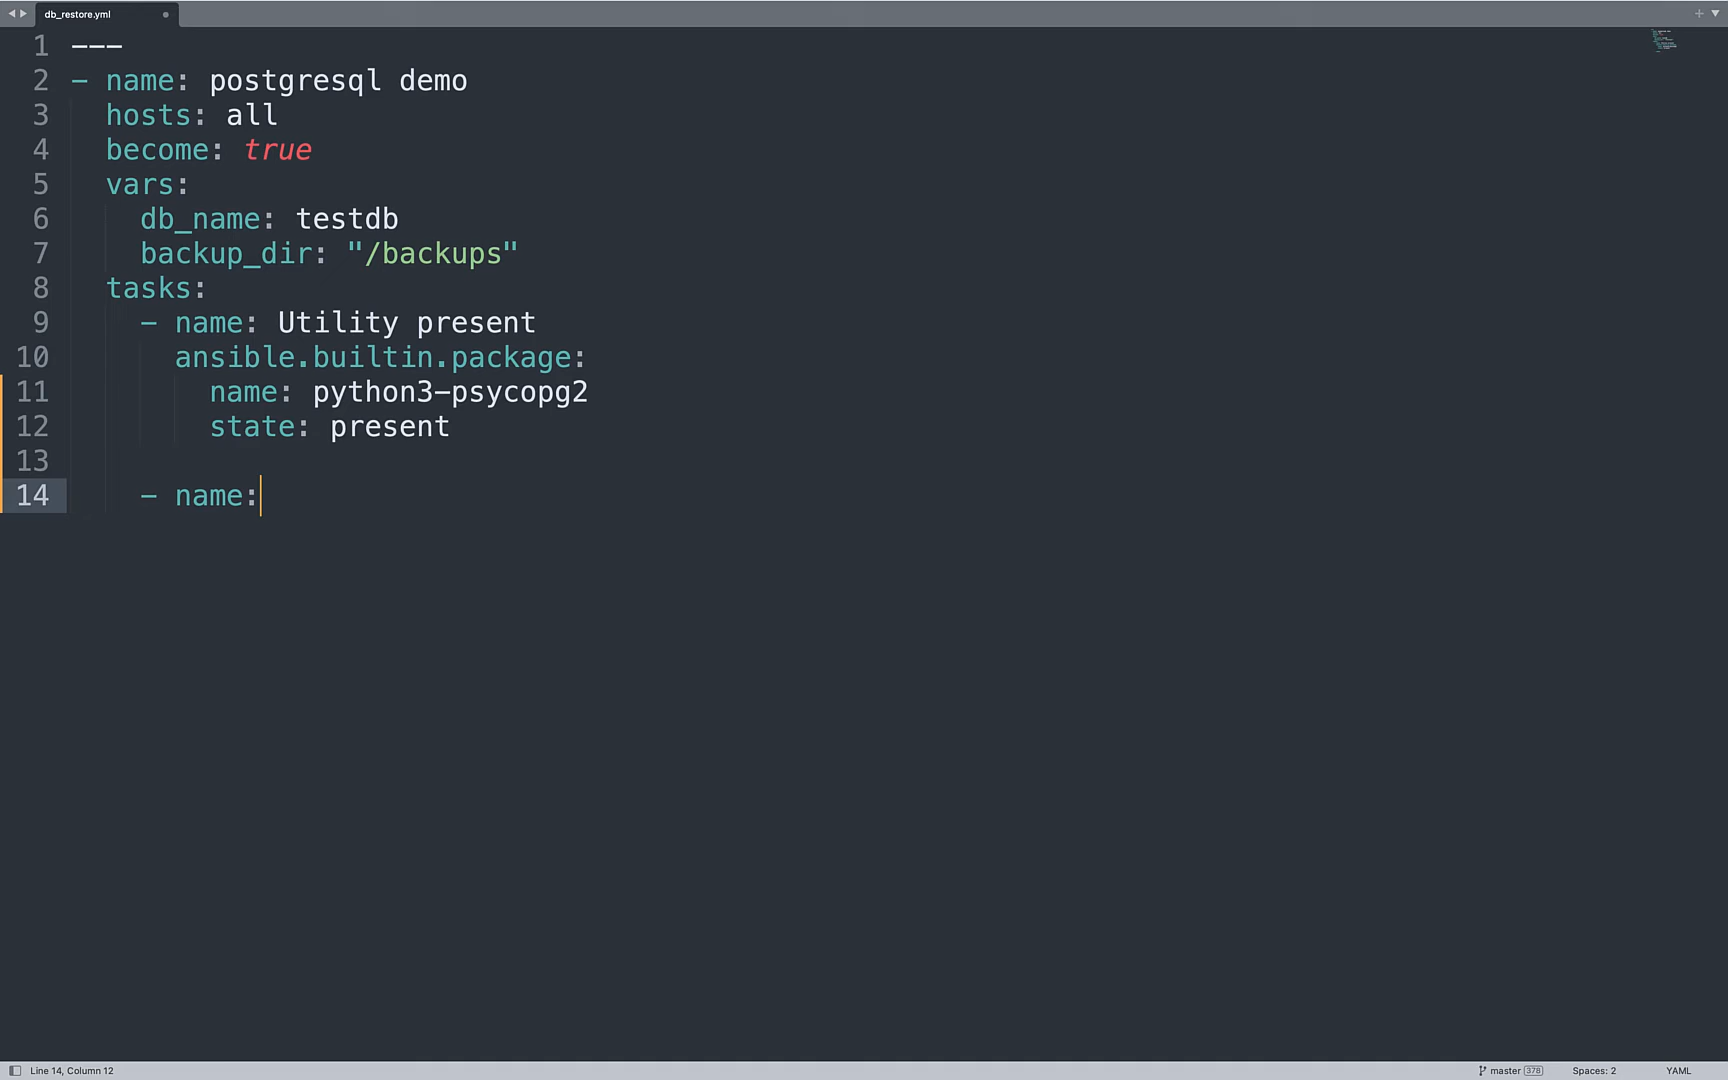 db_restore.yml
1 ---
2 - name: postgresql demo
3 hosts: all
4 become: true
5 vars:
6 db_name: testdb
7 backup_dir: "/backups"
8 tasks:
9 - name: Utility present
10 ansible.builtin.package:
11 name: python3-psycopg2
12 state: present
13
14 - name:
Line 14, Column 12 master 378 Spaces: 2 YAML